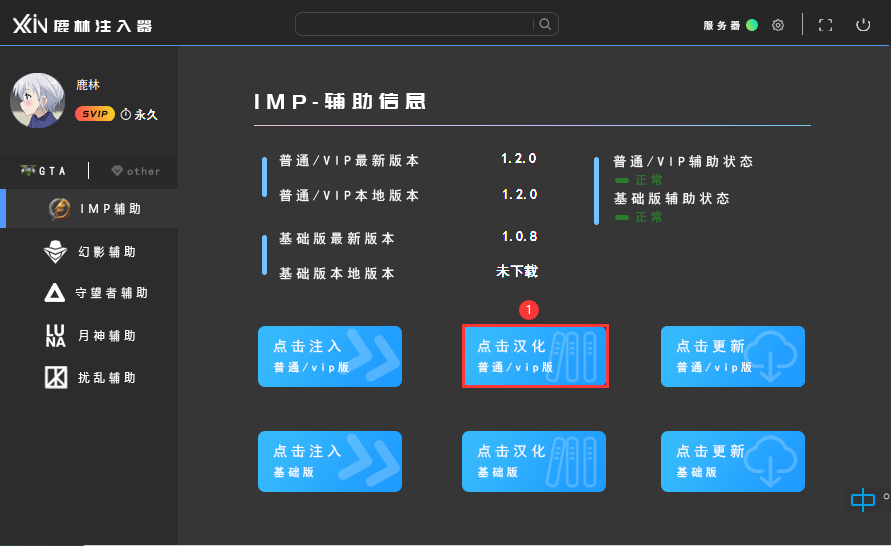 XXIN 鹿林注入器
服务器
鹿林
SVIP 永久
GTA other
IMP辅助
幻影辅助
守望者辅助
LUNA 月神辅助
扰乱辅助
IMP-辅助信息
普通/VIP最新版本 1.2.0
普通/VIP本地版本 1.2.0
基础版最新版本 1.0.8
基础版本地版本 未下载
普通/VIP辅助状态
正常
基础版辅助状态
正常
1
点击注入
普通/vip版
点击汉化
普通/vip版
点击更新
普通/vip版
点击注入
基础版
点击汉化
基础版
点击更新
基础版
中